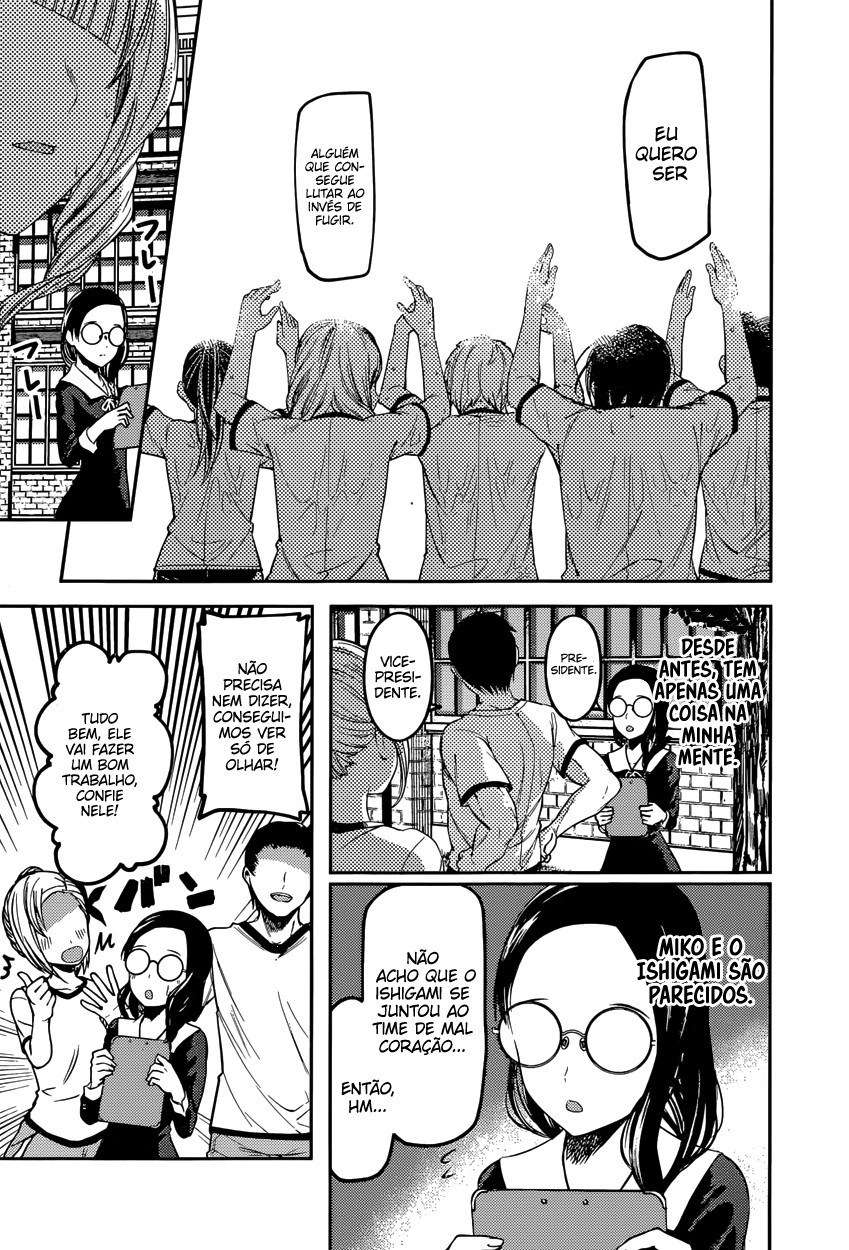 EU
QUERO
SER
ALGUÉM
QUE CON-
SEGUE
LUTAR AO
INVÉS DE
FUGIR.
フレー
フレー
DESDE
ANTES, TEM
APENAS UMA
COISA NA
MINHA
MENTE.
PRE-
SIDENTE.
VICE-
PRESI-
DENTE.
MIKO E O
ISHIGAMI SÃO
PARECIDOS.
NÃO
ACHO QUE O
ISHIGAMI SE
JUNTOU AO
TIME DE MAL
CORAÇÃO...
ENTÃO,
HM...
NÃO
PRECISA
NEM DIZER,
CONSEGUI-
MOS VER
SÓ DE
OLHAR!
TUDO
BEM, ELE
VAI FAZER
UM BOM
TRABALHO,
CONFIE
NELE!
バン